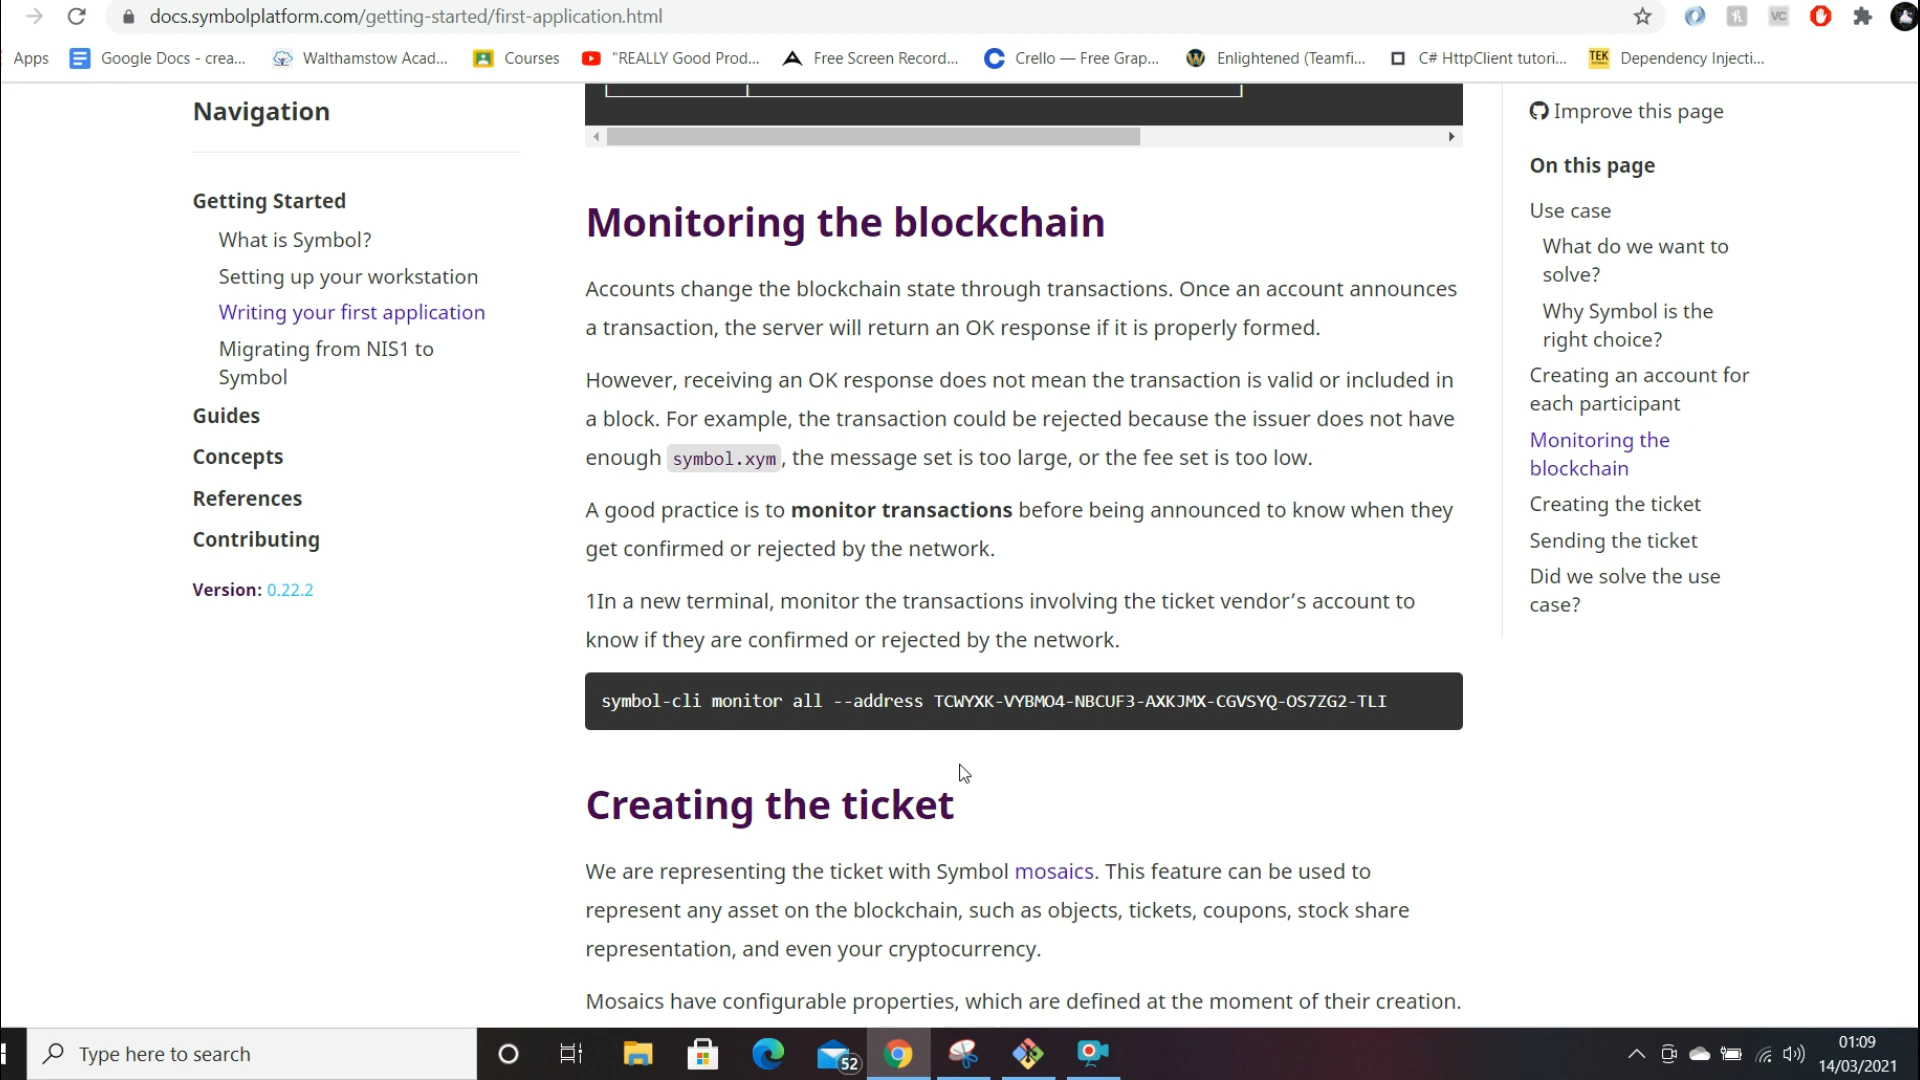 docs.symbolplatform.com/getting-started/first-application.html
VC
Apps
Google Docs - crea...
Walthamstow Acad...
Courses
"REALLY Good Prod...
Free Screen Record...
Crello — Free Grap...
Enlightened (Teamfi...
C# HttpClient tutori...
TEK
Dependency Injecti...
Navigation
Getting Started
What is Symbol?
Setting up your workstation
Writing your first application
Migrating from NIS1 to
Symbol
Guides
Concepts
References
Contributing
Version: 0.22.2
Monitoring the blockchain
Accounts change the blockchain state through transactions. Once an account announces
a transaction, the server will return an OK response if it is properly formed.
However, receiving an OK response does not mean the transaction is valid or included in
a block. For example, the transaction could be rejected because the issuer does not have
enough symbol.xym, the message set is too large, or the fee set is too low.
A good practice is to monitor transactions before being announced to know when they
get confirmed or rejected by the network.
1In a new terminal, monitor the transactions involving the ticket vendor's account to
know if they are confirmed or rejected by the network.
symbol-cli monitor all --address TCWYXK-VYBMO4-NBCUF3-AXKJMX-CGVSYQ-OS7ZG2-TLI
Creating the ticket
We are representing the ticket with Symbol mosaics. This feature can be used to
represent any asset on the blockchain, such as objects, tickets, coupons, stock share
representation, and even your cryptocurrency.
Mosaics have configurable properties, which are defined at the moment of their creation.
Improve this page
On this page
Use case
What do we want to
solve?
Why Symbol is the
right choice?
Creating an account for
each participant
Monitoring the
blockchain
Creating the ticket
Sending the ticket
Did we solve the use
case?
Type here to search
52
01:09
14/03/2021